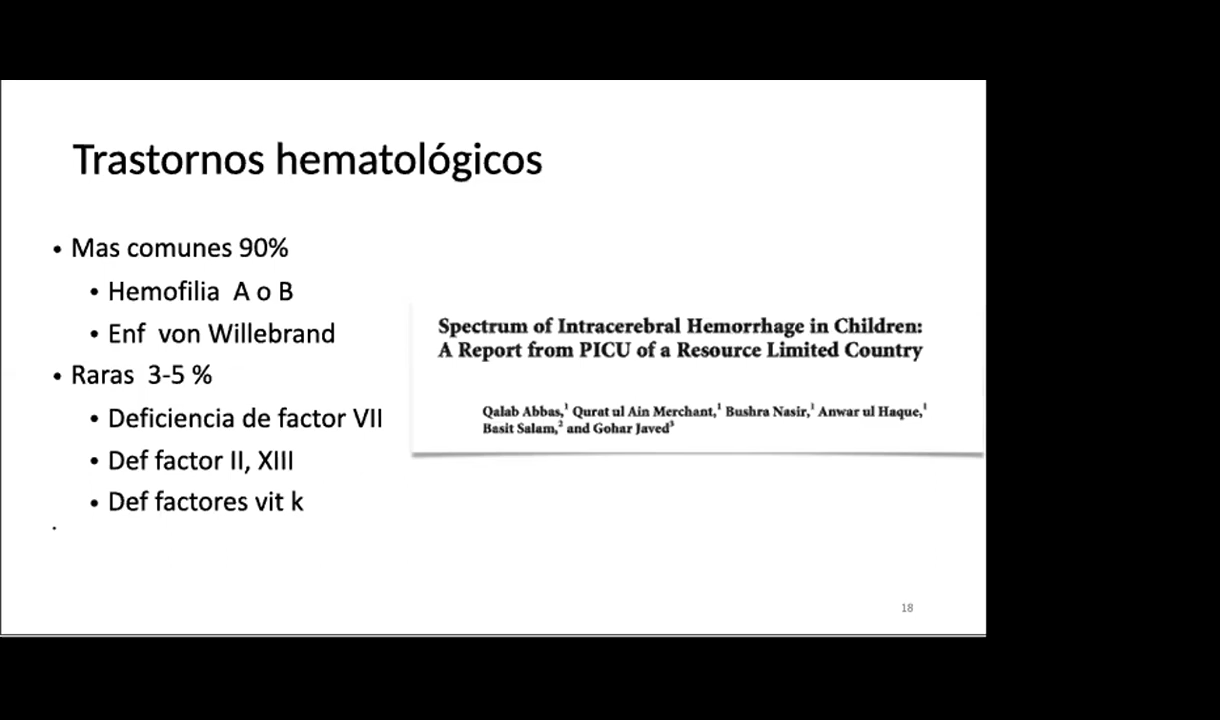 Trastornos hematológicos
• Mas comunes 90%
• Hemofilia A o B
• Enf von Willebrand
• Raras 3-5 %
• Deficiencia de factor VII
• Def factor II, XIII
• Def factores vit k
Spectrum of Intracerebral Hemorrhage in Children:
A Report from PICU of a Resource Limited Country
Qalab Abbas,¹ Qurat ul Ain Merchant,¹ Bushra Nasir,¹ Anwar ul Haque,¹
Basit Salam,² and Gohar Javed³
18